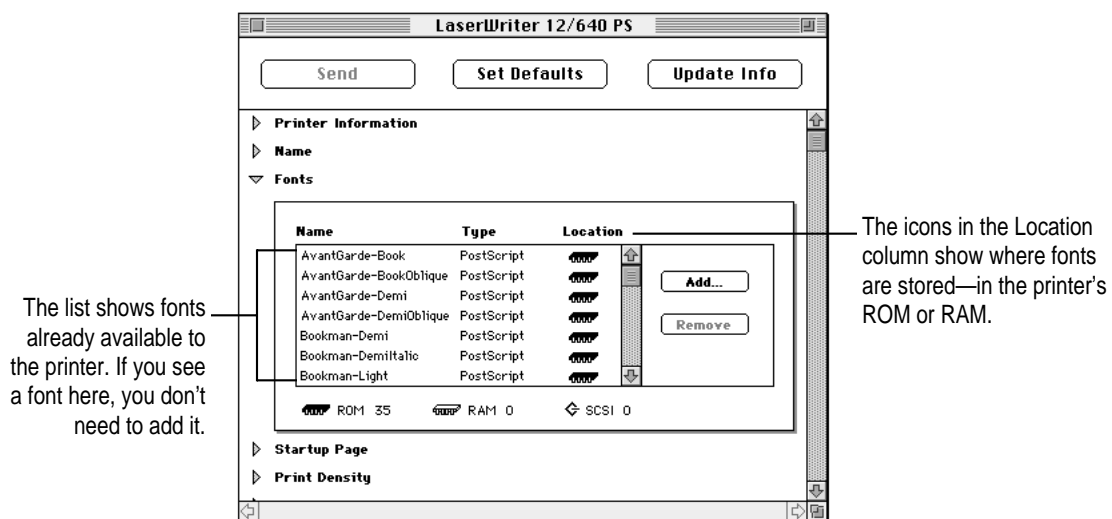 LaserWriter 12/640 PS
Send
Set Defaults
Update Info
Printer Information
Name
Fonts
Name Type Location
AvantGarde-Book PostScript
AvantGarde-BookOblique PostScript
AvantGarde-Demi PostScript
AvantGarde-DemiOblique PostScript
Bookman-Demi PostScript
Bookman-DemiItalic PostScript
Bookman-Light PostScript
Add...
Remove
ROM 35 RAM 0 SCSI 0
Startup Page
Print Density
The list shows fonts
already available to
the printer. If you see
a font here, you don’t
need to add it.
The icons in the Location
column show where fonts
are stored—in the printer’s
ROM or RAM.